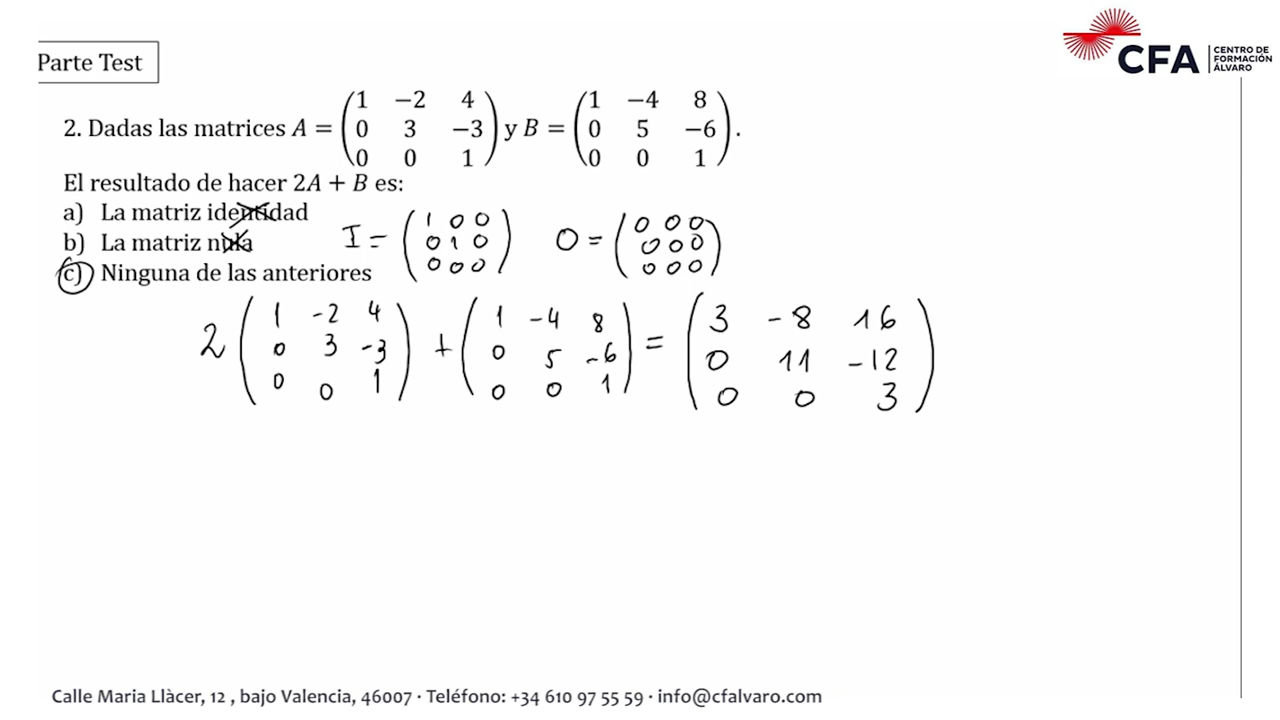 CFA CENTRO DE FORMACIÓN ÁLVARO
Parte Test
2. Dadas las matrices A = (1 −2 4
0 3 −3
0 0 1) y B = (1 −4 8
0 5 −6
0 0 1).
El resultado de hacer 2A + B es:
a) La matriz identidad
b) La matriz nula
c) Ninguna de las anteriores
I = (1 0 0
0 1 0
0 0 0)
O = (0 0 0
0 0 0
0 0 0)
2 (1 -2 4
0 3 -3
0 0 1) + (1 -4 8
0 5 -6
0 0 1) = (3 -8 16
0 11 -12
0 0 3)
Calle Maria Llàcer, 12 , bajo Valencia, 46007 · Teléfono: +34 610 97 55 59 · info@cfalvaro.com